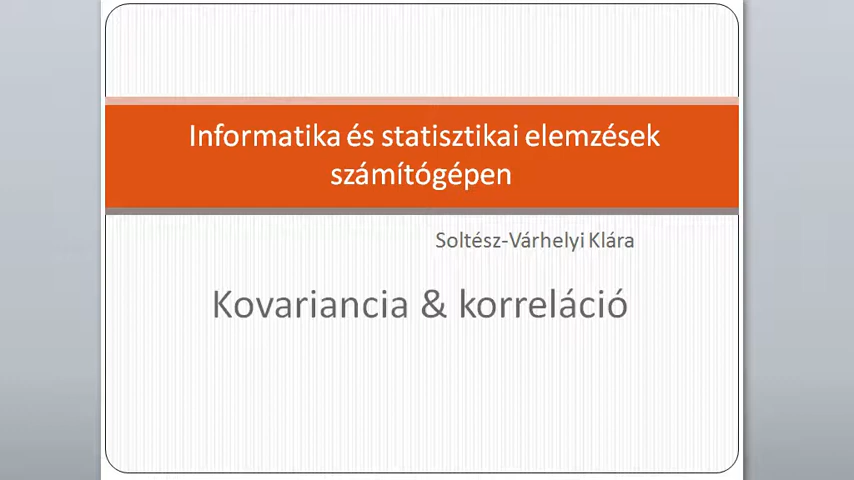 Informatika és statisztikai elemzések
számítógépen
Soltész-Várhelyi Klára
Kovariancia & korreláció